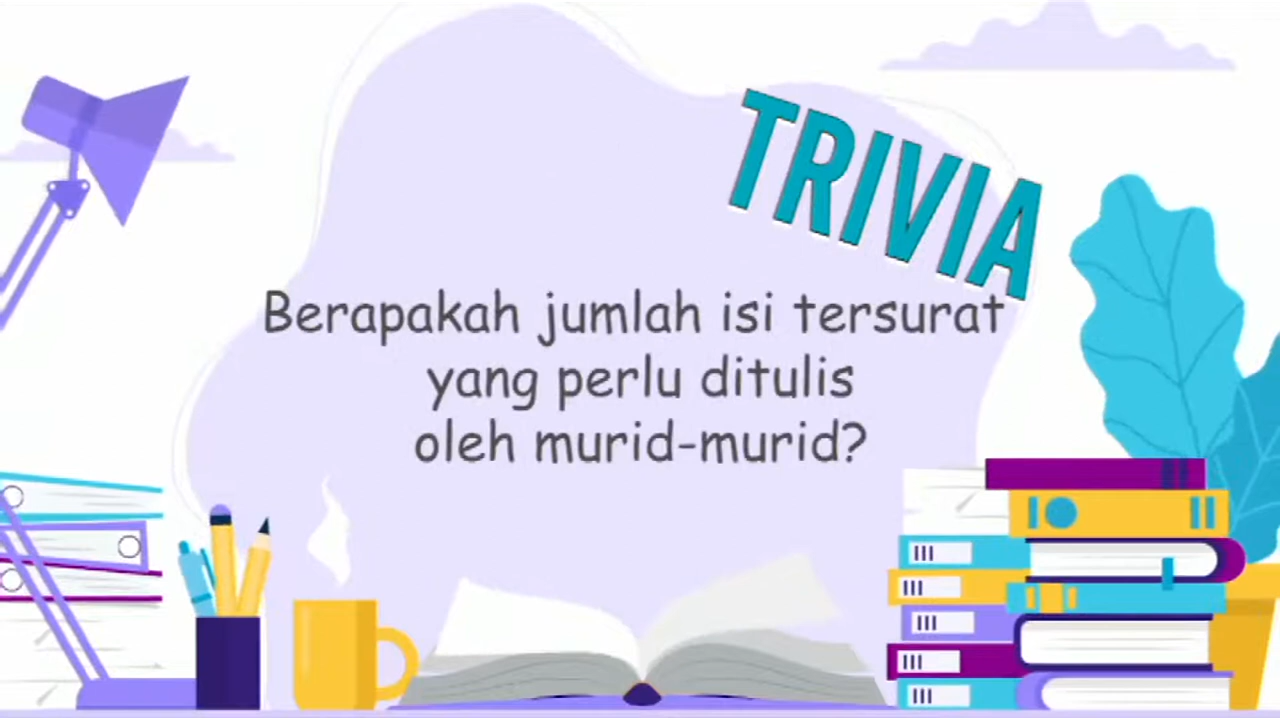 TRIVIA
Berapakah jumlah isi tersurat
yang perlu ditulis
oleh murid-murid?